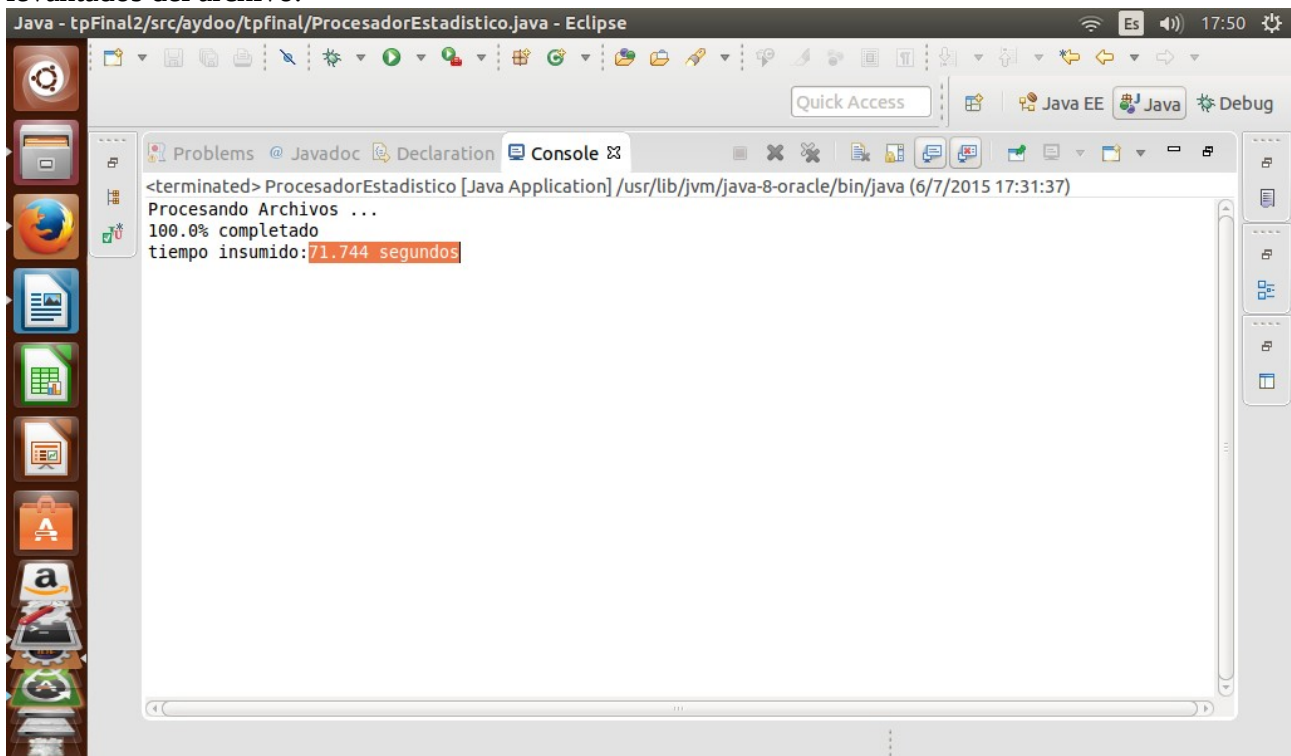 levantados del archivo.
Java - tpFinal2/src/aydoo/tpfinal/ProcesadorEstadistico.java - Eclipse
Es
17:50
Quick Access
Java EE
Java
Debug
Problems
@ Javadoc
Declaration
Console
<terminated> ProcesadorEstadistico [Java Application] /usr/lib/jvm/java-8-oracle/bin/java (6/7/2015 17:31:37)
Procesando Archivos ...
100.0% completado
tiempo insumido:71.744 segundos